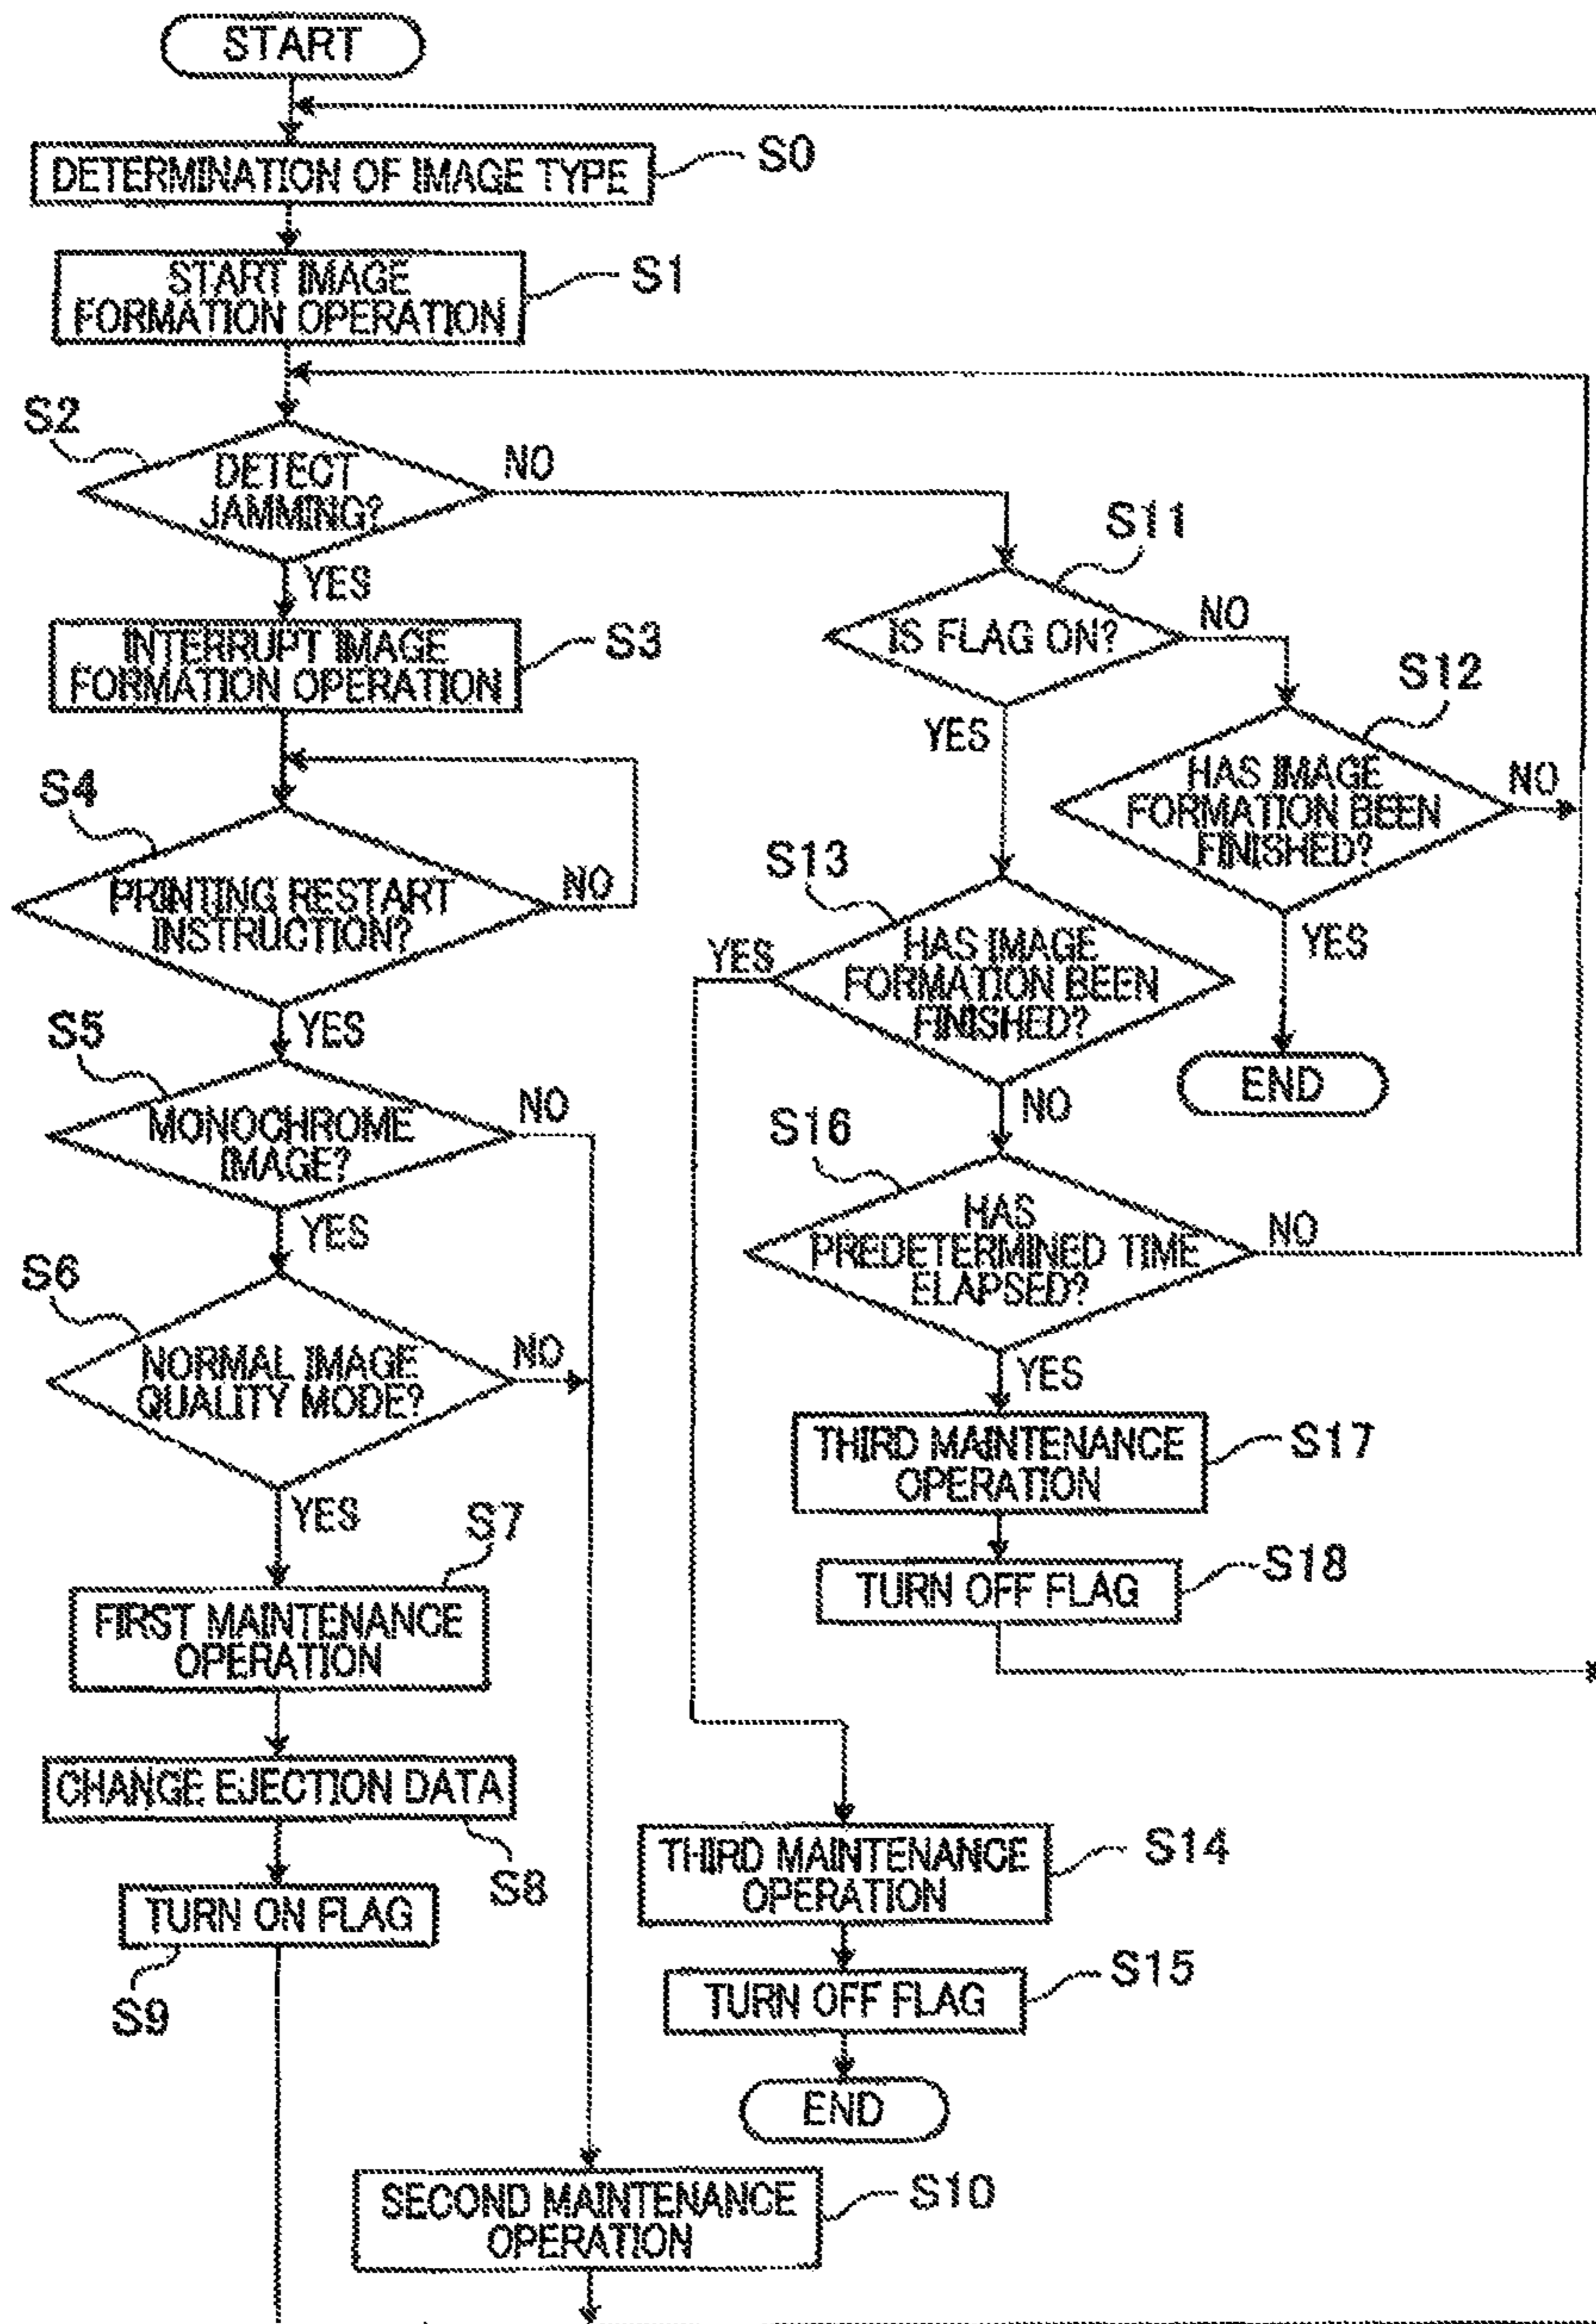 START
DETERMINATION OF IMAGE TYPE
S0
START IMAGE
FORMATION OPERATION
S1
S2
DETECT
JAMMING?
NO
YES
INTERRUPT IMAGE
FORMATION OPERATION
S3
S4
PRINTING RESTART
INSTRUCTION?
NO
YES
S5
MONOCHROME
IMAGE?
NO
YES
S6
NORMAL IMAGE
QUALITY MODE?
NO
YES
S7
FIRST MAINTENANCE
OPERATION
CHANGE EJECTION DATA
S8
TURN ON FLAG
S9
SECOND MAINTENANCE
OPERATION
S10
S11
IS FLAG ON?
NO
YES
S12
HAS IMAGE
FORMATION BEEN
FINISHED?
NO
YES
END
S13
HAS IMAGE
FORMATION BEEN
FINISHED?
YES
NO
S16
HAS
PREDETERMINED TIME
ELAPSED?
NO
YES
THIRD MAINTENANCE
OPERATION
S17
TURN OFF FLAG
S18
THIRD MAINTENANCE
OPERATION
S14
TURN OFF FLAG
S15
END